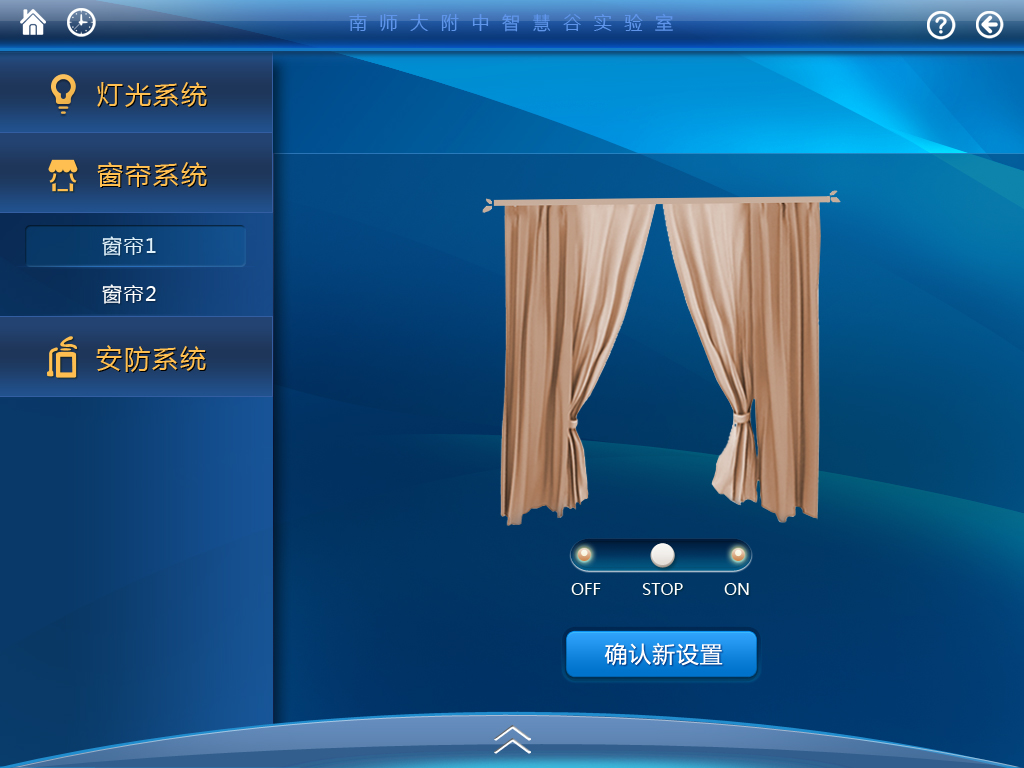 南师大附中智慧谷实验室
灯光系统
窗帘系统
窗帘1
窗帘2
安防系统
OFF STOP ON
确认新设置